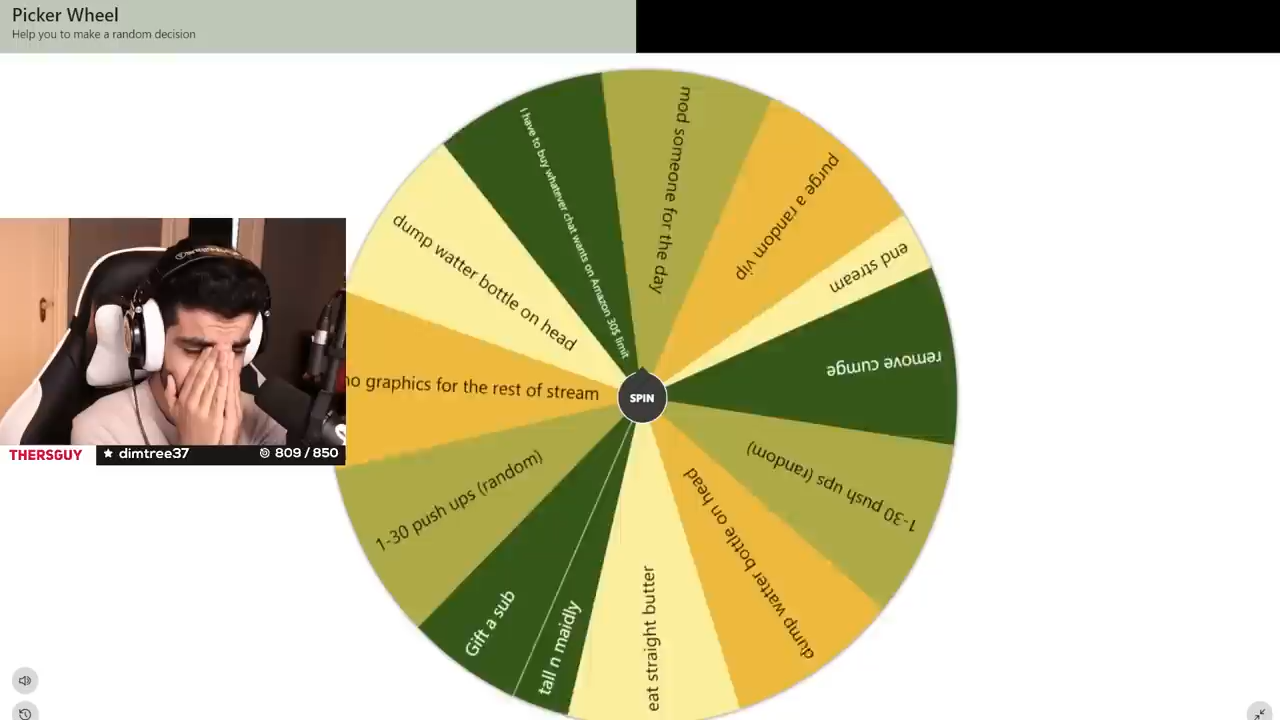 Picker Wheel
Help you to make a random decision
mod someone for the day
purge a random vip
end stream
remove cumge
1-30 push ups (random)
dump watter bottle on head
eat straight butter
tall n maidly
Gift a sub
1-30 push ups (random)
no graphics for the rest of stream
dump watter bottle on head
I have to buy whatever chat wants on Amazon 30$ limit
SPIN
THERSGUY
dimtree37
809 / 850